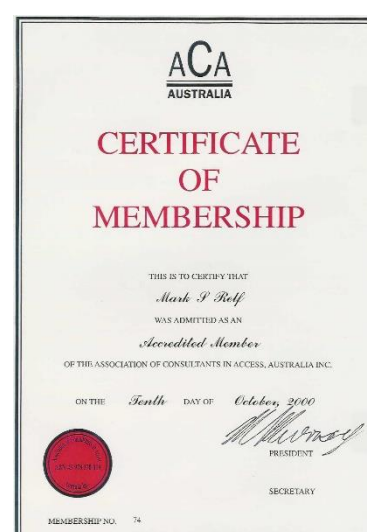 ACA
AUSTRALIA
CERTIFICATE
OF
MEMBERSHIP
THIS IS TO CERTIFY THAT
Mark S Relf
WAS ADMITTED AS AN
Accredited Member
OF THE ASSOCIATION OF CONSULTANTS IN ACCESS, AUSTRALIA INC.
ON THE Tenth DAY OF October, 2000
PRESIDENT
SECRETARY
MEMBERSHIP NO. 74